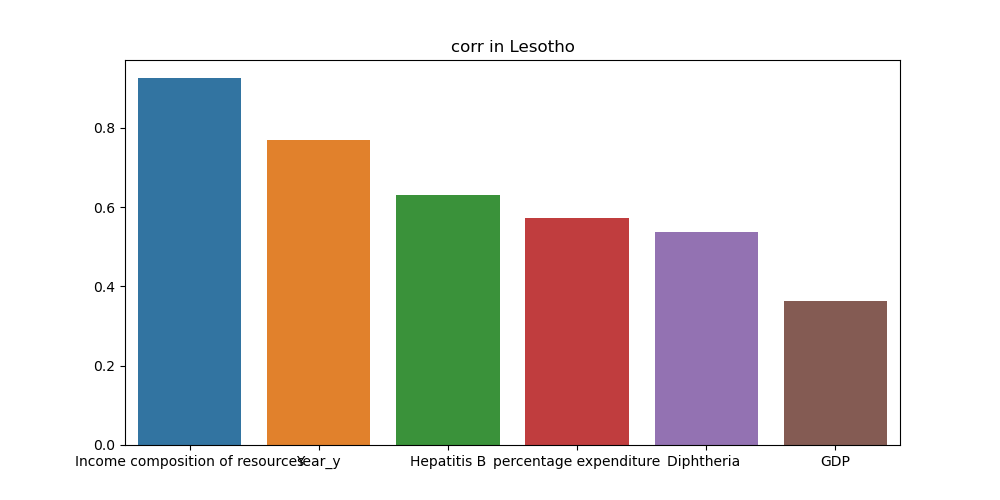 corr in Lesotho
0.8
0.6
0.4
0.2
0.0
Income composition of resources Year_y Hepatitis B percentage expenditure Diphtheria GDP